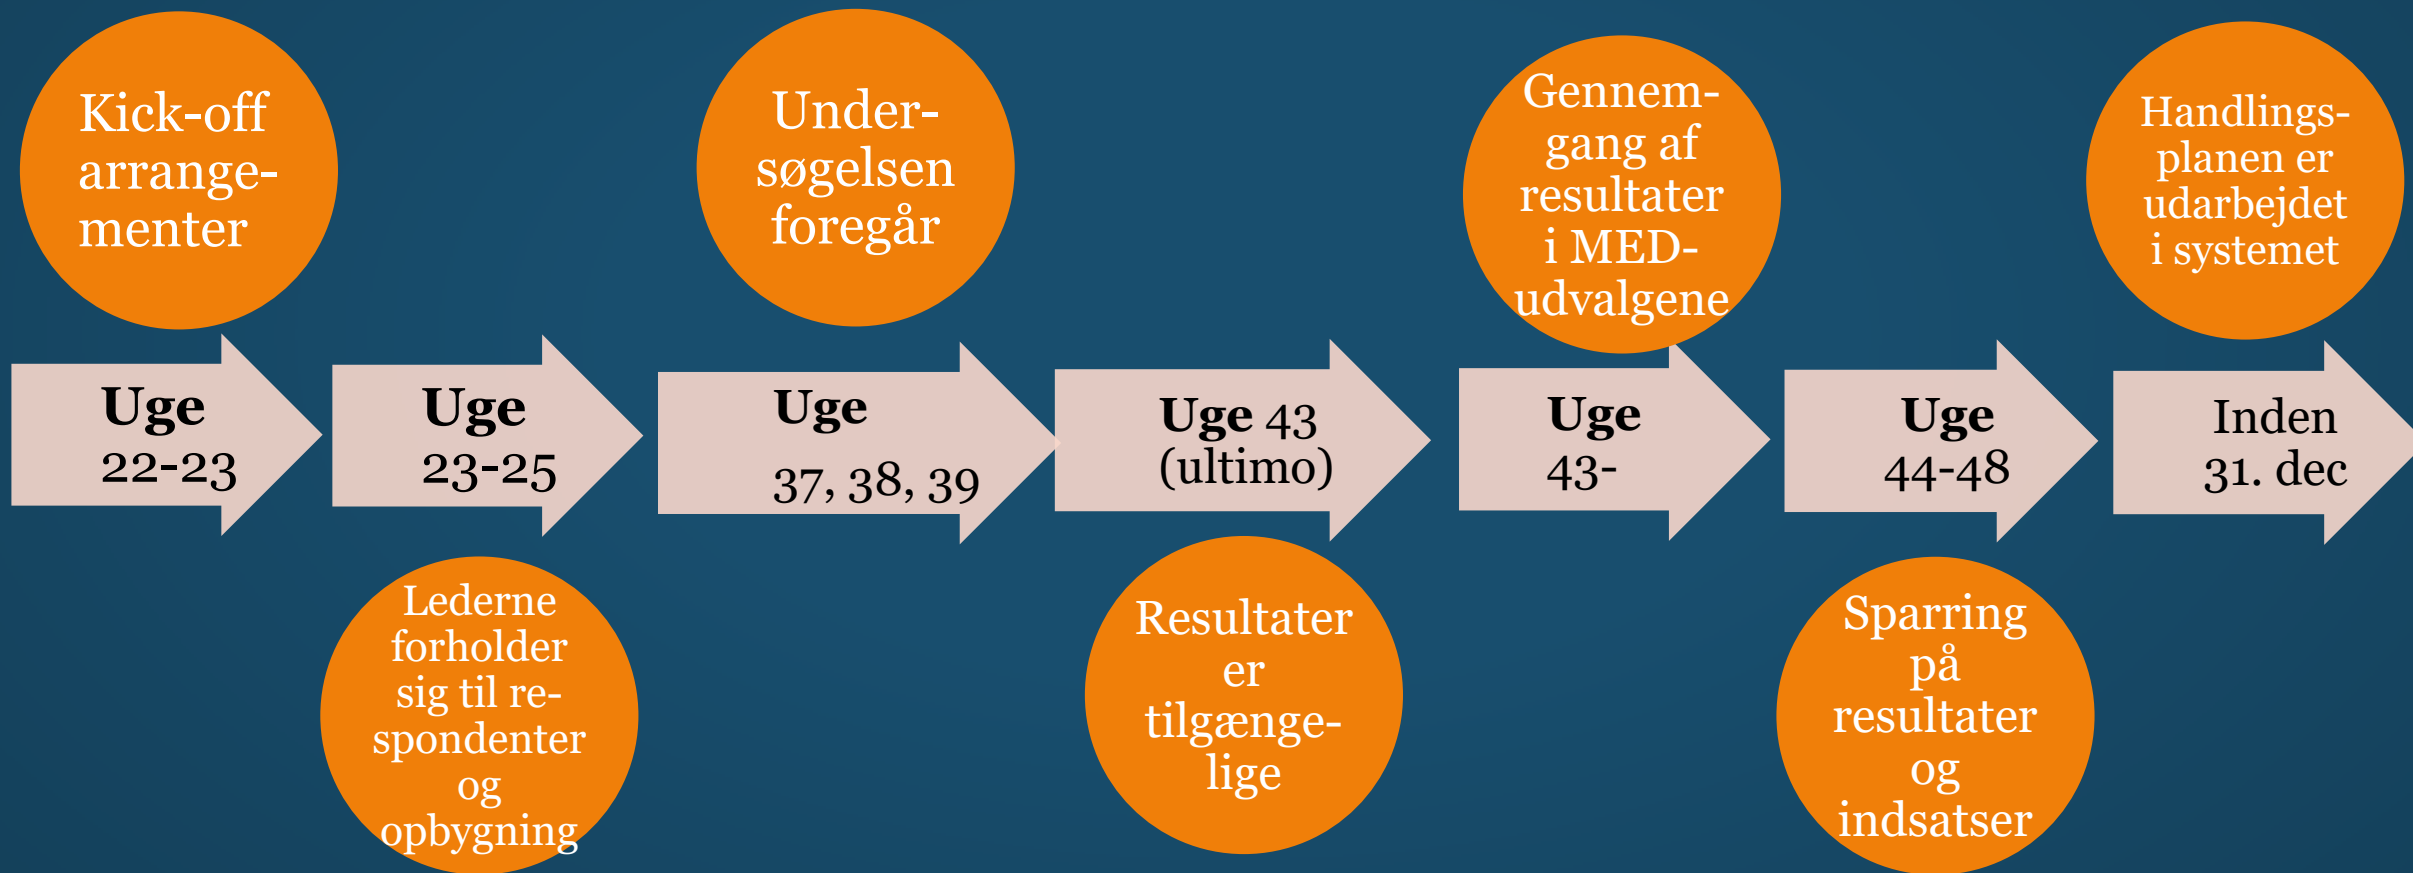 Kick-off
arrange-
menter
Under-
søgelsen
foregår
Gennem-
gang af
resultater
i MED-
udvalgene
Handlings-
planen er
udarbejdet
i systemet
Uge
22-23
Uge
23-25
Uge
37, 38, 39
Uge 43
(ultimo)
Uge
43-
Uge
44-48
Inden
31. dec
Lederne
forholder
sig til re-
spondenter
og
opbygning
Resultater
er
tilgænge-
lige
Sparring
på
resultater
og
indsatser